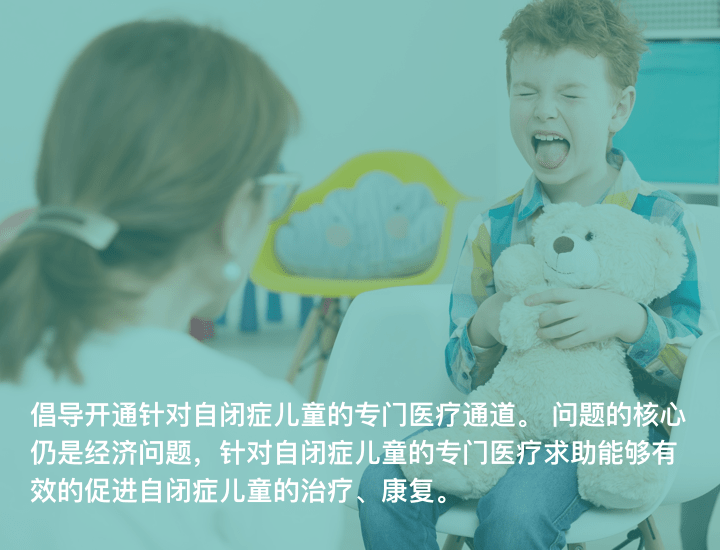 倡导开通针对自闭症儿童的专门医疗通道。 问题的核心
仍是经济问题，针对自闭症儿童的专门医疗求助能够有
效的促进自闭症儿童的治疗、康复。